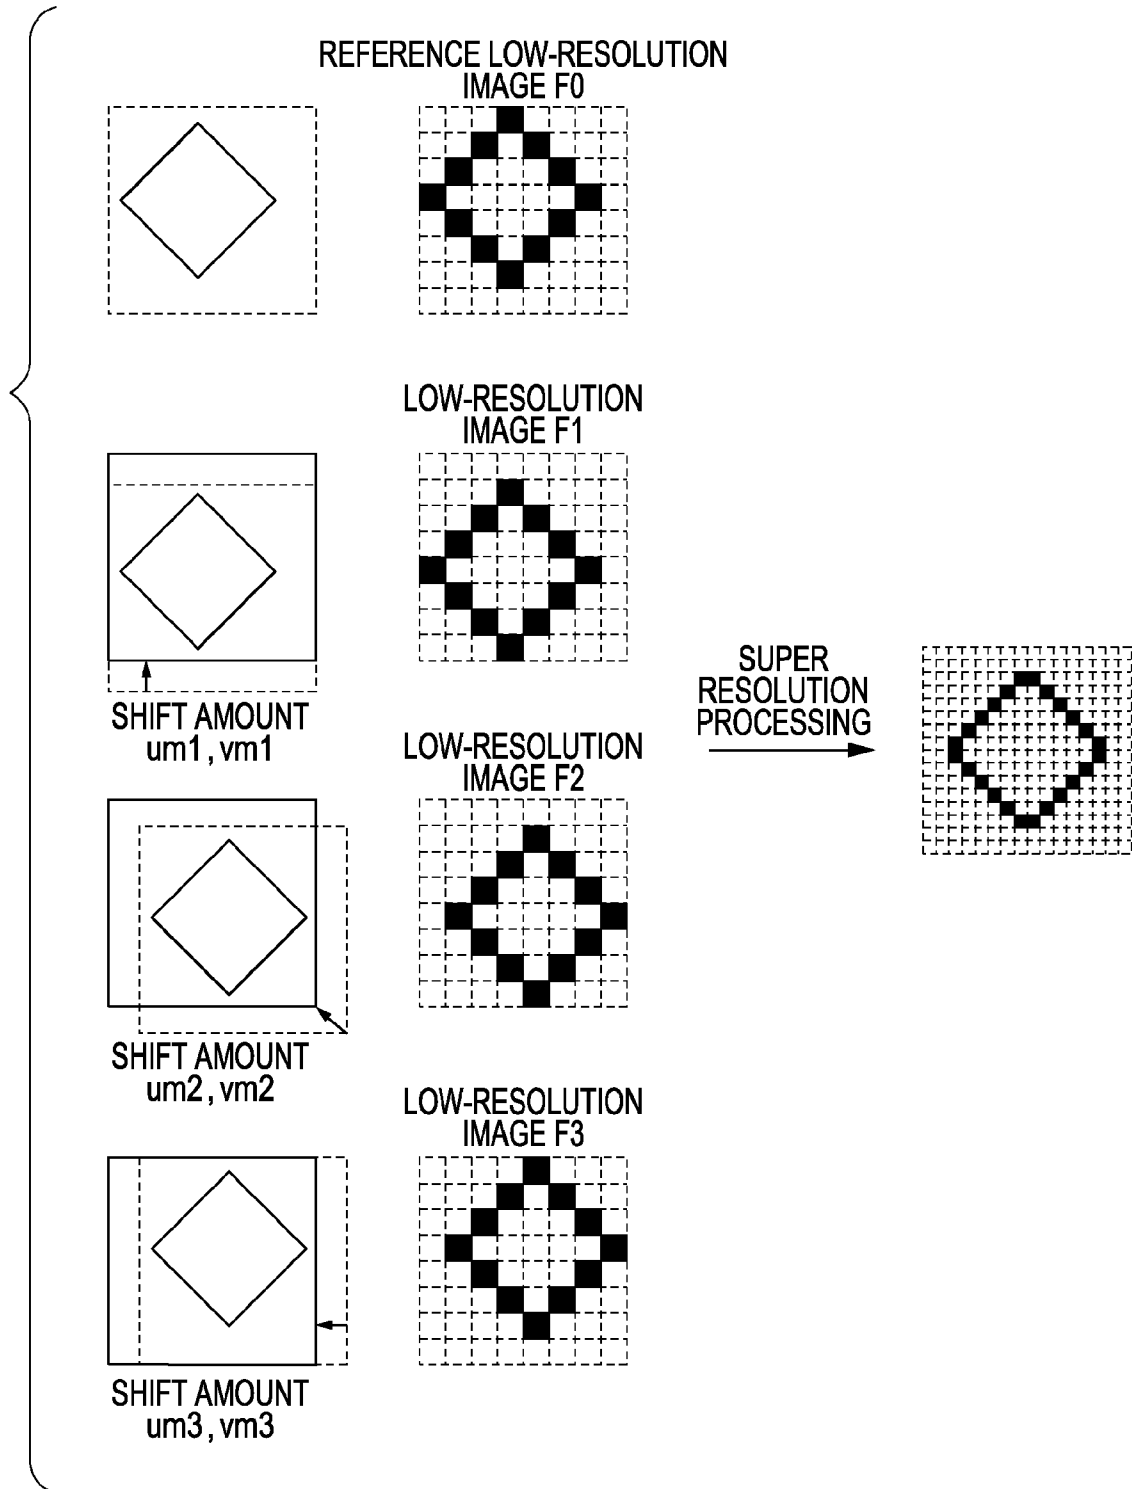 REFERENCE LOW-RESOLUTION
IMAGE F0
LOW-RESOLUTION
IMAGE F1
SHIFT AMOUNT
um1, vm1
SUPER
RESOLUTION
PROCESSING
LOW-RESOLUTION
IMAGE F2
SHIFT AMOUNT
um2, vm2
LOW-RESOLUTION
IMAGE F3
SHIFT AMOUNT
um3, vm3